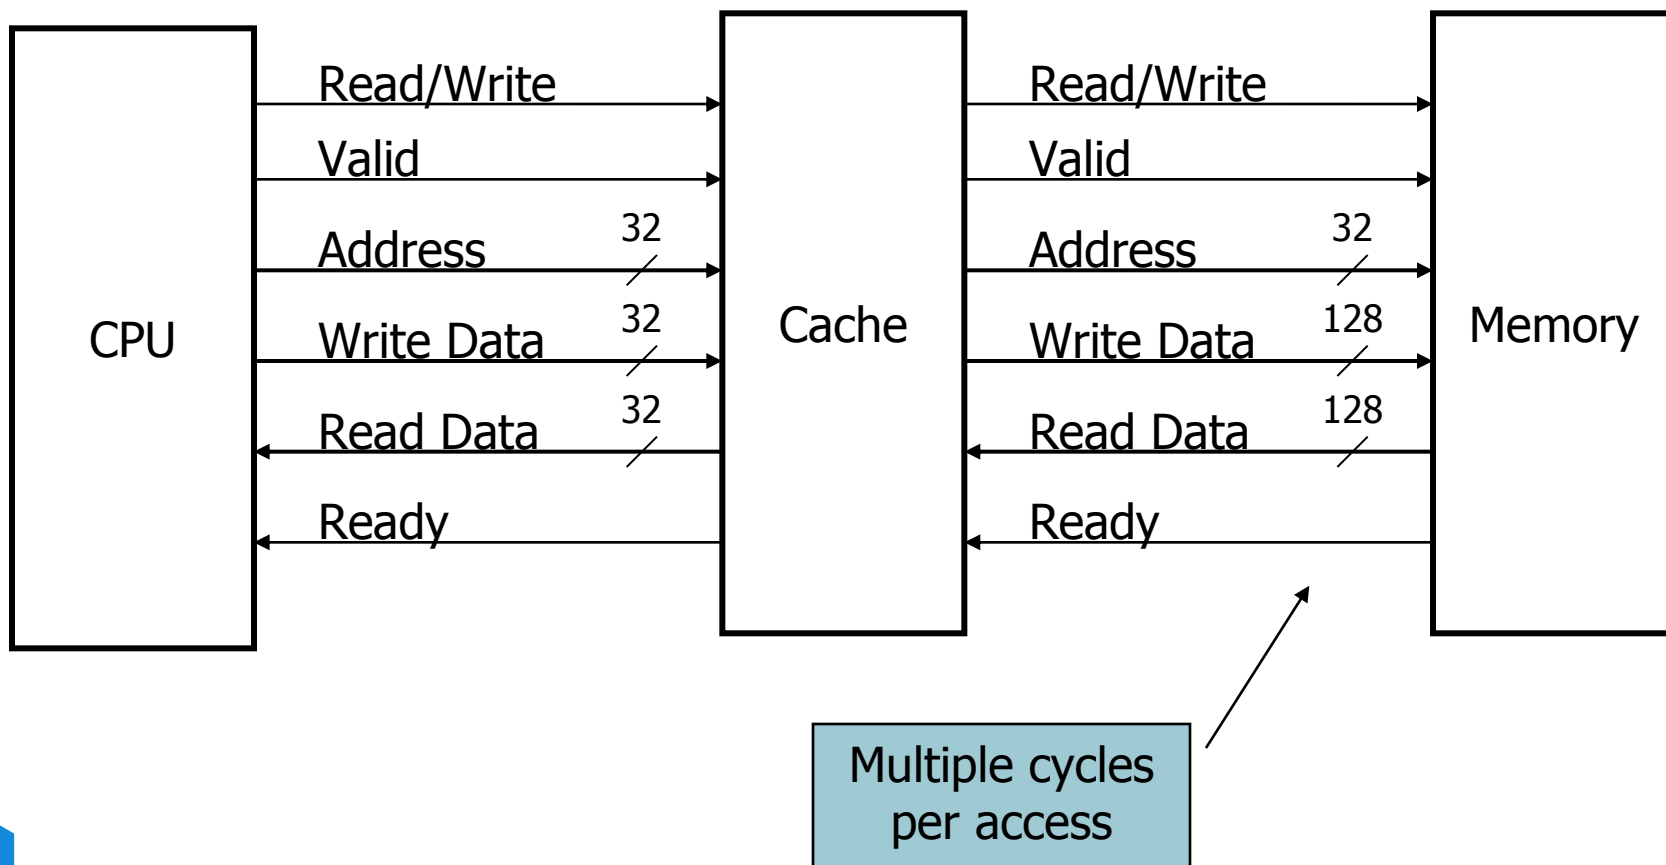 Read/Write
Read/Write
Valid
Valid
32
32
Address
Address
32
128
CPU
Write Data
Cache
Write Data
Memory
32
128
Read Data
Read Data
Ready
Ready
Multiple cycles
per access